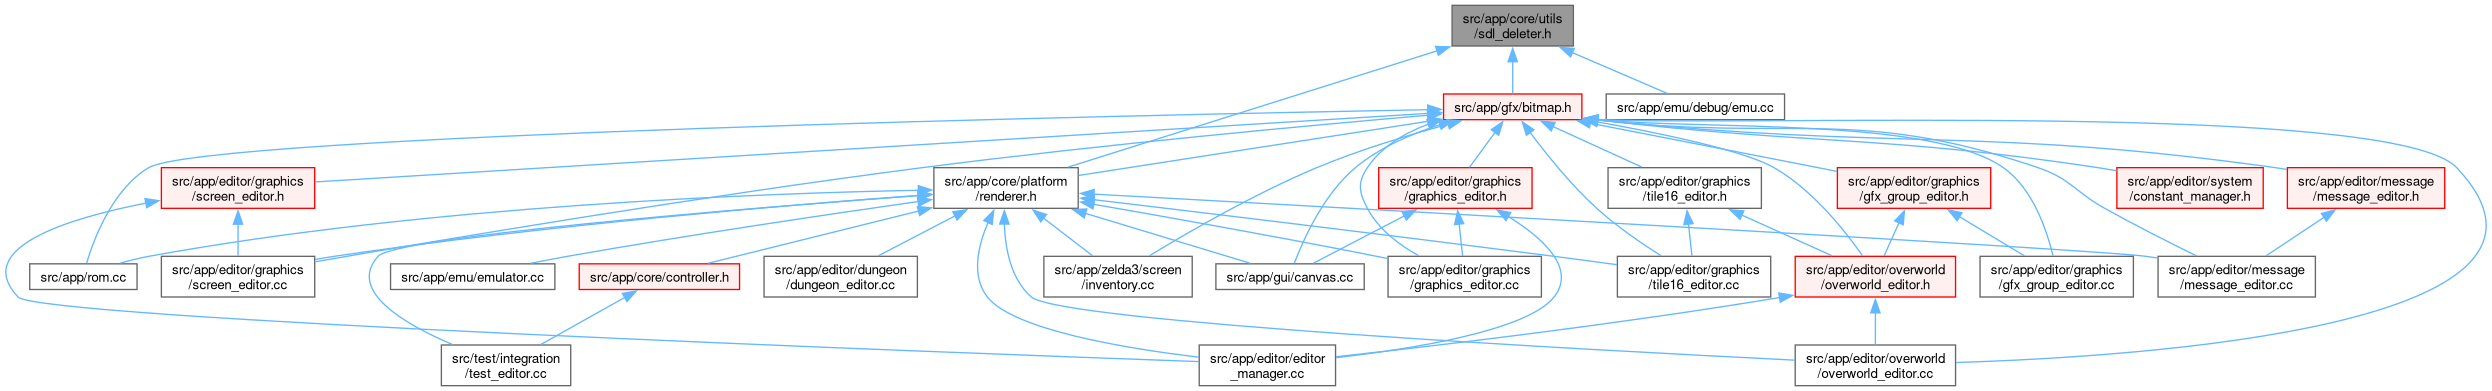 src/app/core/utils
/sdl_deleter.h
src/app/gfx/bitmap.h
src/app/emu/debug/emu.cc
src/app/editor/graphics
/screen_editor.h
src/app/core/platform
/renderer.h
src/app/editor/graphics
/graphics_editor.h
src/app/editor/graphics
/tile16_editor.h
src/app/editor/graphics
/gfx_group_editor.h
src/app/editor/system
/constant_manager.h
src/app/editor/message
/message_editor.h
src/app/rom.cc
src/app/editor/graphics
/screen_editor.cc
src/app/emu/emulator.cc
src/app/core/controller.h
src/app/editor/dungeon
/dungeon_editor.cc
src/app/zelda3/screen
/inventory.cc
src/app/gui/canvas.cc
src/app/editor/graphics
/graphics_editor.cc
src/app/editor/graphics
/tile16_editor.cc
src/app/editor/overworld
/overworld_editor.h
src/app/editor/graphics
/gfx_group_editor.cc
src/app/editor/message
/message_editor.cc
src/test/integration
/test_editor.cc
src/app/editor/editor
_manager.cc
src/app/editor/overworld
/overworld_editor.cc